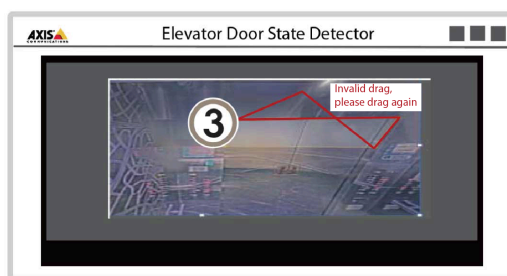 AXIS
COMMUNICATIONS
Elevator Door State Detector
Invalid drag,
please drag again
3